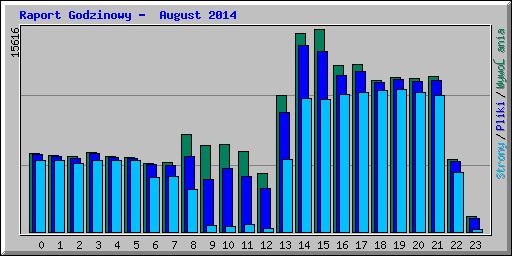 Raport Godzinowy - August 2014
15616
0 1 2 3 4 5 6 7 8 9 10 11 12 13 14 15 16 17 18 19 20 21 22 23
Strony / Pliki /